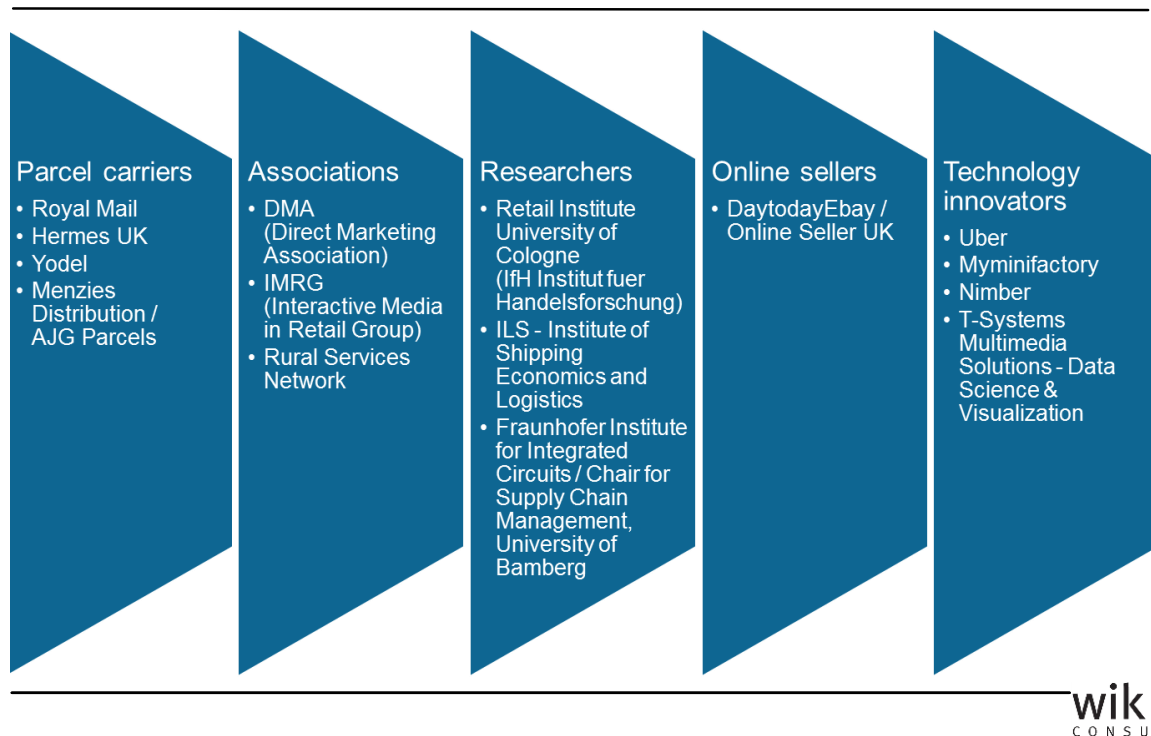 Parcel carriers
• Royal Mail
• Hermes UK
• Yodel
• Menzies
Distribution /
AJG Parcels
Associations
• DMA
(Direct Marketing
Association)
• IMRG
(Interactive Media
in Retail Group)
• Rural Services
Network
Researchers
• Retail Institute
University of
Cologne
(IfH Institut fuer
Handelsforschung)
• ILS - Institute of
Shipping
Economics and
Logistics
• Fraunhofer Institute
for Integrated
Circuits / Chair for
Supply Chain
Management,
University of
Bamberg
Online sellers
• DaytodayEbay /
Online Seller UK
Technology
innovators
• Uber
• Myminifactory
• Nimber
• T-Systems
Multimedia
Solutions - Data
Science &
Visualization
wik
CONSU